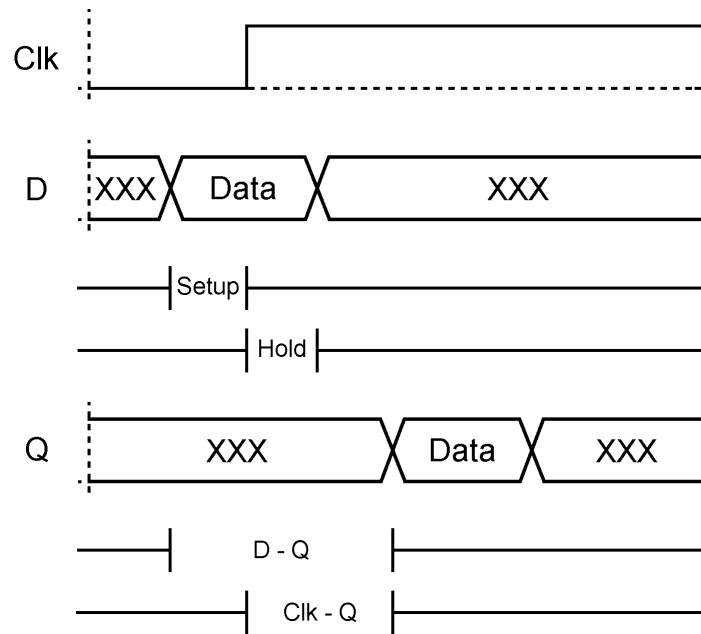 Clk
D XXX Data XXX
Setup
Hold
Q XXX Data XXX
D - Q
Clk - Q